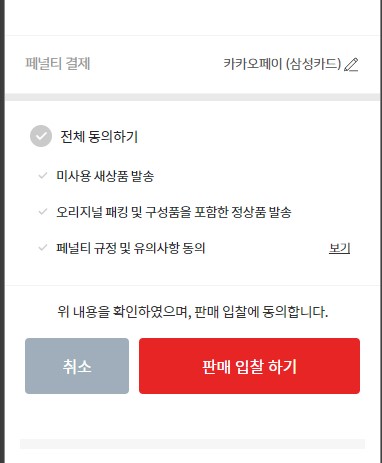 페널티 결제
카카오페이 (삼성카드)
전체 동의하기
미사용 새상품 발송
오리지널 패킹 및 구성품을 포함한 정상품 발송
페널티 규정 및 유의사항 동의
보기
위 내용을 확인하였으며, 판매 입찰에 동의합니다.
취소
판매 입찰 하기